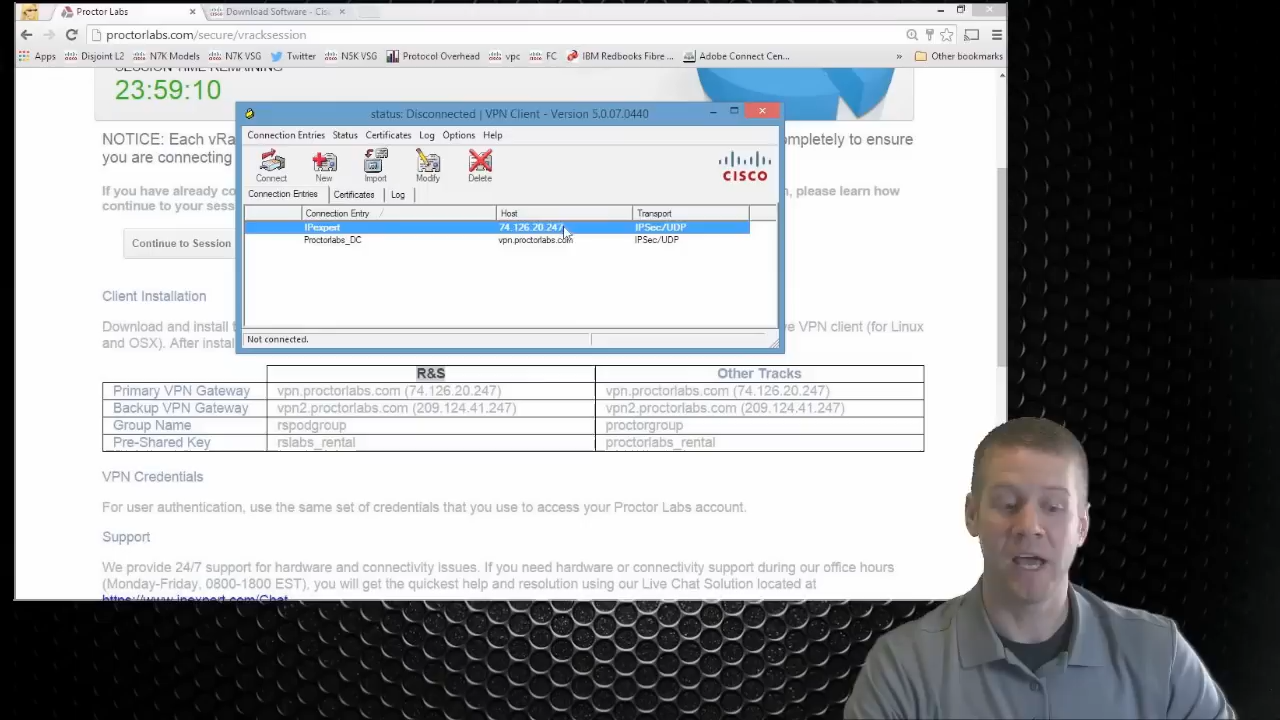 Proctor Labs
Download Software - Cis
proctorlabs.com/secure/vracksession
Apps
Disjoint L2
N7K Models
N7K VSG
Twitter
N5K VSG
Protocol Overhead
vpc
FC
IBM Redbooks Fibre ...
Adobe Connect Cen...
»
Other bookmarks
SESSION TIME REMAINING
23:59:10
status: Disconnected | VPN Client - Version 5.0.07.0440
NOTICE: Each vRa
mpletely to ensure
you are connecting
Connection Entries Status Certificates Log Options Help
Connect New Import Modify Delete
CISCO
If you have already co
n, please learn how
continue to your sess
Connection Entries Certificates Log
Connection Entry Host Transport
IPexpert 74.126.20.247 IPSec/UDP
Proctorlabs_DC vpn.proctorlabs.com IPSec/UDP
Continue to Session
Client Installation
Download and install t
ve VPN client (for Linux
and OSX). After instal
Not connected.
R&S Other Tracks
Primary VPN Gateway vpn.proctorlabs.com (74.126.20.247) vpn.proctorlabs.com (74.126.20.247)
Backup VPN Gateway vpn2.proctorlabs.com (209.124.41.247) vpn2.proctorlabs.com (209.124.41.247)
Group Name rspodgroup proctorgroup
Pre-Shared Key rslabs_rental proctorlabs_rental
VPN Credentials
For user authentication, use the same set of credentials that you use to access your Proctor Labs account.
Support
We provide 24/7 support for hardware and connectivity issues. If you need hardware or connectivity support during our office hours
(Monday-Friday, 0800-1800 EST), you will get the quickest help and resolution using our Live Chat Solution located at
https://www.ipexpert.com/Chat